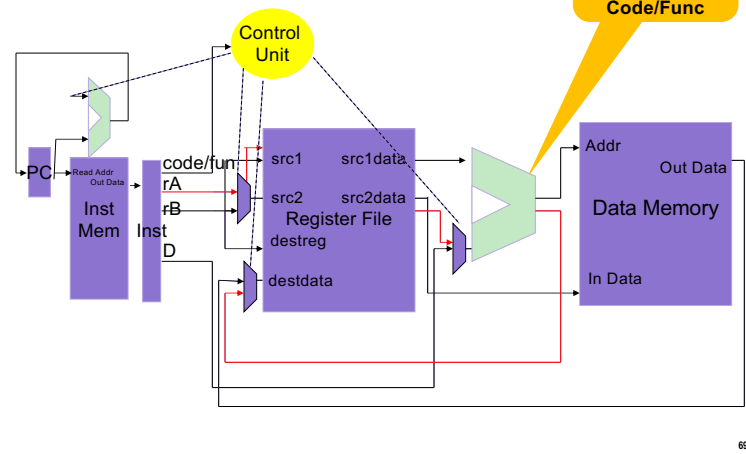 Code/Func
Control
Unit
PC
Read Addr
Out Data
Inst
Mem
Inst
code/fun
rA
rB
D
src1
src1data
src2
src2data
Register File
destreg
destdata
Addr
Out Data
Data Memory
In Data
69